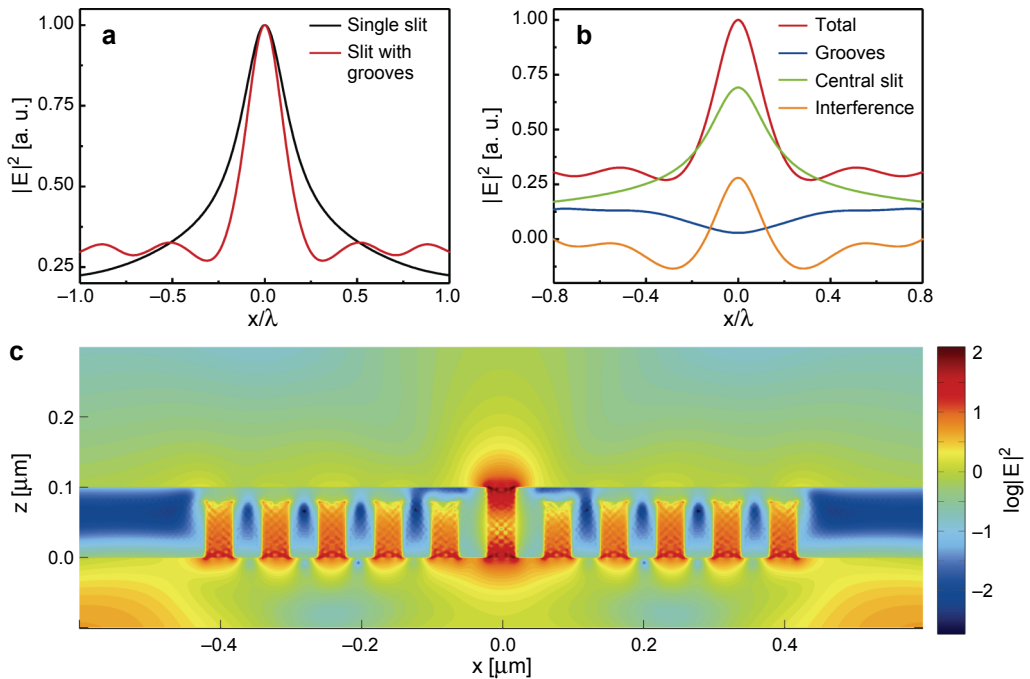 a
1.00
0.75
0.50
0.25
|E|² [a. u.]
Single slit
Slit with
grooves
–1.0
–0.5
0.0
0.5
1.0
x/λ
b
1.00
0.75
0.50
0.25
0.00
|E|² [a. u.]
Total
Grooves
Central slit
Interference
–0.8
–0.4
0.0
0.4
0.8
x/λ
c
0.2
0.1
0.0
z [µm]
–0.4
–0.2
0.0
0.2
0.4
x [µm]
2
1
0
–1
–2
log|E|²